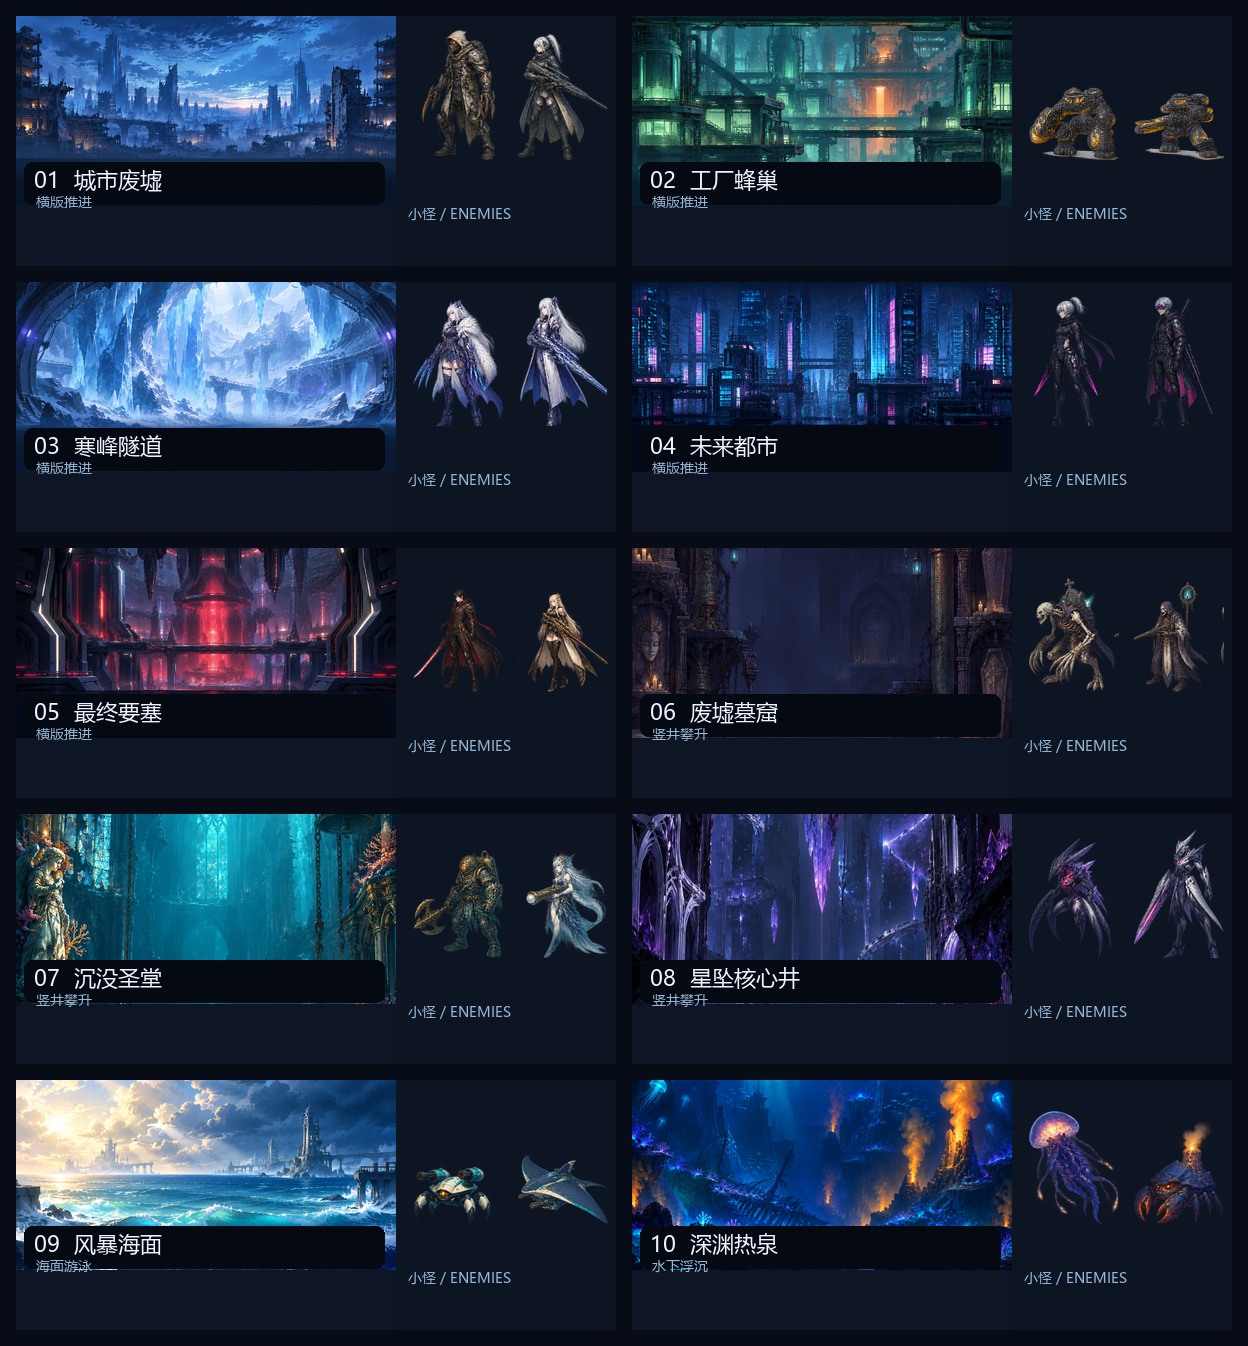 01 城市废墟
横版推进
小怪 / ENEMIES
02 工厂蜂巢
横版推进
小怪 / ENEMIES
03 寒峰隧道
横版推进
小怪 / ENEMIES
04 未来都市
横版推进
小怪 / ENEMIES
05 最终要塞
横版推进
小怪 / ENEMIES
06 废墟墓窟
竖井攀升
小怪 / ENEMIES
07 沉没圣堂
竖井攀升
小怪 / ENEMIES
08 星坠核心井
竖井攀升
小怪 / ENEMIES
09 风暴海面
海面游泳
小怪 / ENEMIES
10 深渊热泉
水下浮沉
小怪 / ENEMIES